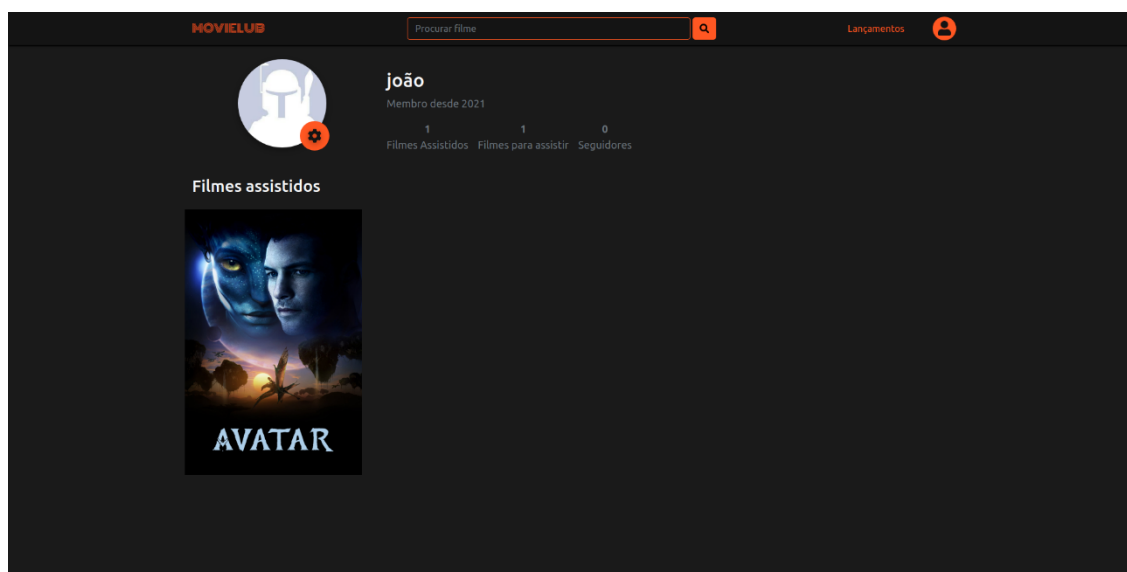 MOVIELUB
Procurar filme
Lançamentos
joão
Membro desde 2021
1 1 0
Filmes Assistidos Filmes para assistir Seguidores
Filmes assistidos
AVATAR